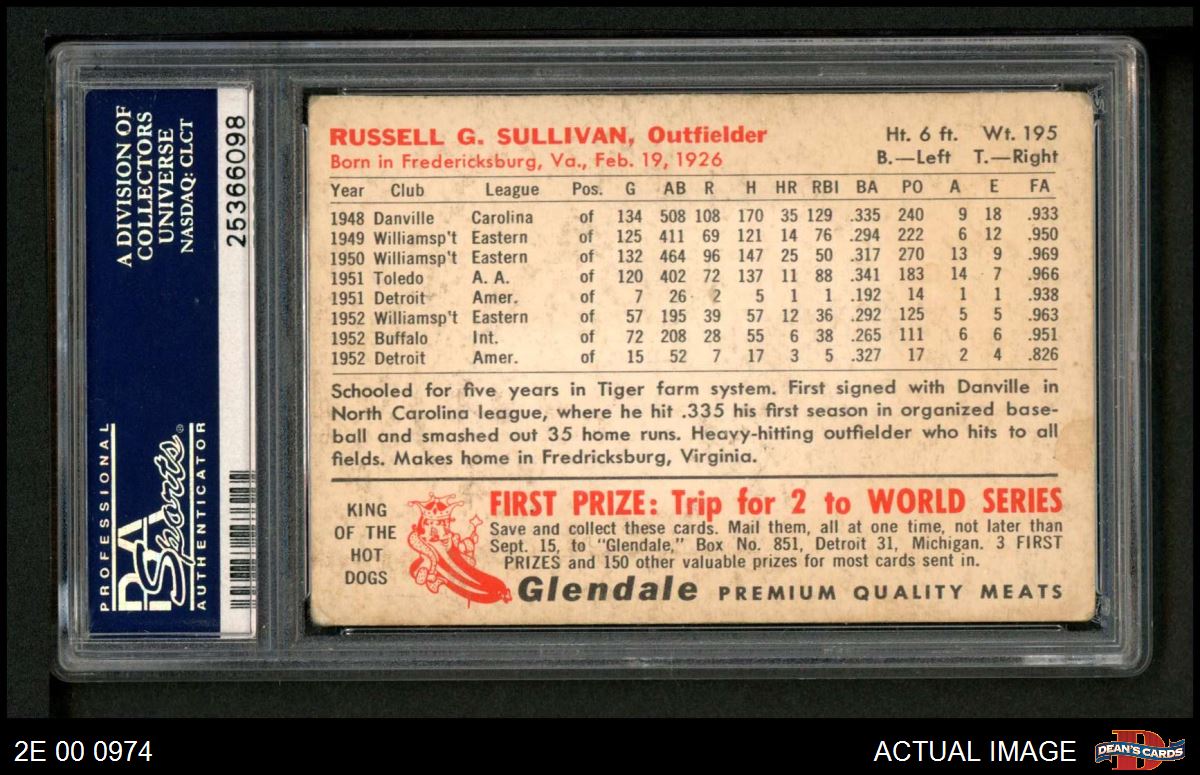 A DIVISION OF
COLLECTORS
UNIVERSE
NASDAQ: CLCT
25366098
PROFESSIONAL
PSA
Sports®
AUTHENTICATOR
RUSSELL G. SULLIVAN, Outfielder Ht. 6 ft. Wt. 195
Born in Fredericksburg, Va., Feb. 19, 1926 B.—Left T.—Right
Year Club League Pos. G AB R H HR RBI BA PO A E FA
1948 Danville Carolina of 134 508 108 170 35 129 .335 240 9 18 .933
1949 Williamsp't Eastern of 125 411 69 121 14 76 .294 222 6 12 .950
1950 Williamsp't Eastern of 132 464 96 147 25 50 .317 270 13 9 .969
1951 Toledo A. A. of 120 402 72 137 11 88 .341 183 14 7 .966
1951 Detroit Amer. of 7 26 2 5 1 1 .192 14 1 1 .938
1952 Williamsp't Eastern of 57 195 39 57 12 36 .292 125 5 5 .963
1952 Buffalo Int. of 72 208 28 55 6 38 .265 111 6 6 .951
1952 Detroit Amer. of 15 52 7 17 3 5 .327 17 2 4 .826
Schooled for five years in Tiger farm system. First signed with Danville in
North Carolina league, where he hit .335 his first season in organized base-
ball and smashed out 35 home runs. Heavy-hitting outfielder who hits to all
fields. Makes home in Fredricksburg, Virginia.
KING
OF THE
HOT
DOGS
FIRST PRIZE: Trip for 2 to WORLD SERIES
Save and collect these cards. Mail them, all at one time, not later than
Sept. 15, to "Glendale," Box No. 851, Detroit 31, Michigan. 3 FIRST
PRIZES and 150 other valuable prizes for most cards sent in.
Glendale PREMIUM QUALITY MEATS
2E 00 0974
ACTUAL IMAGE
D
DEAN'S CARDS